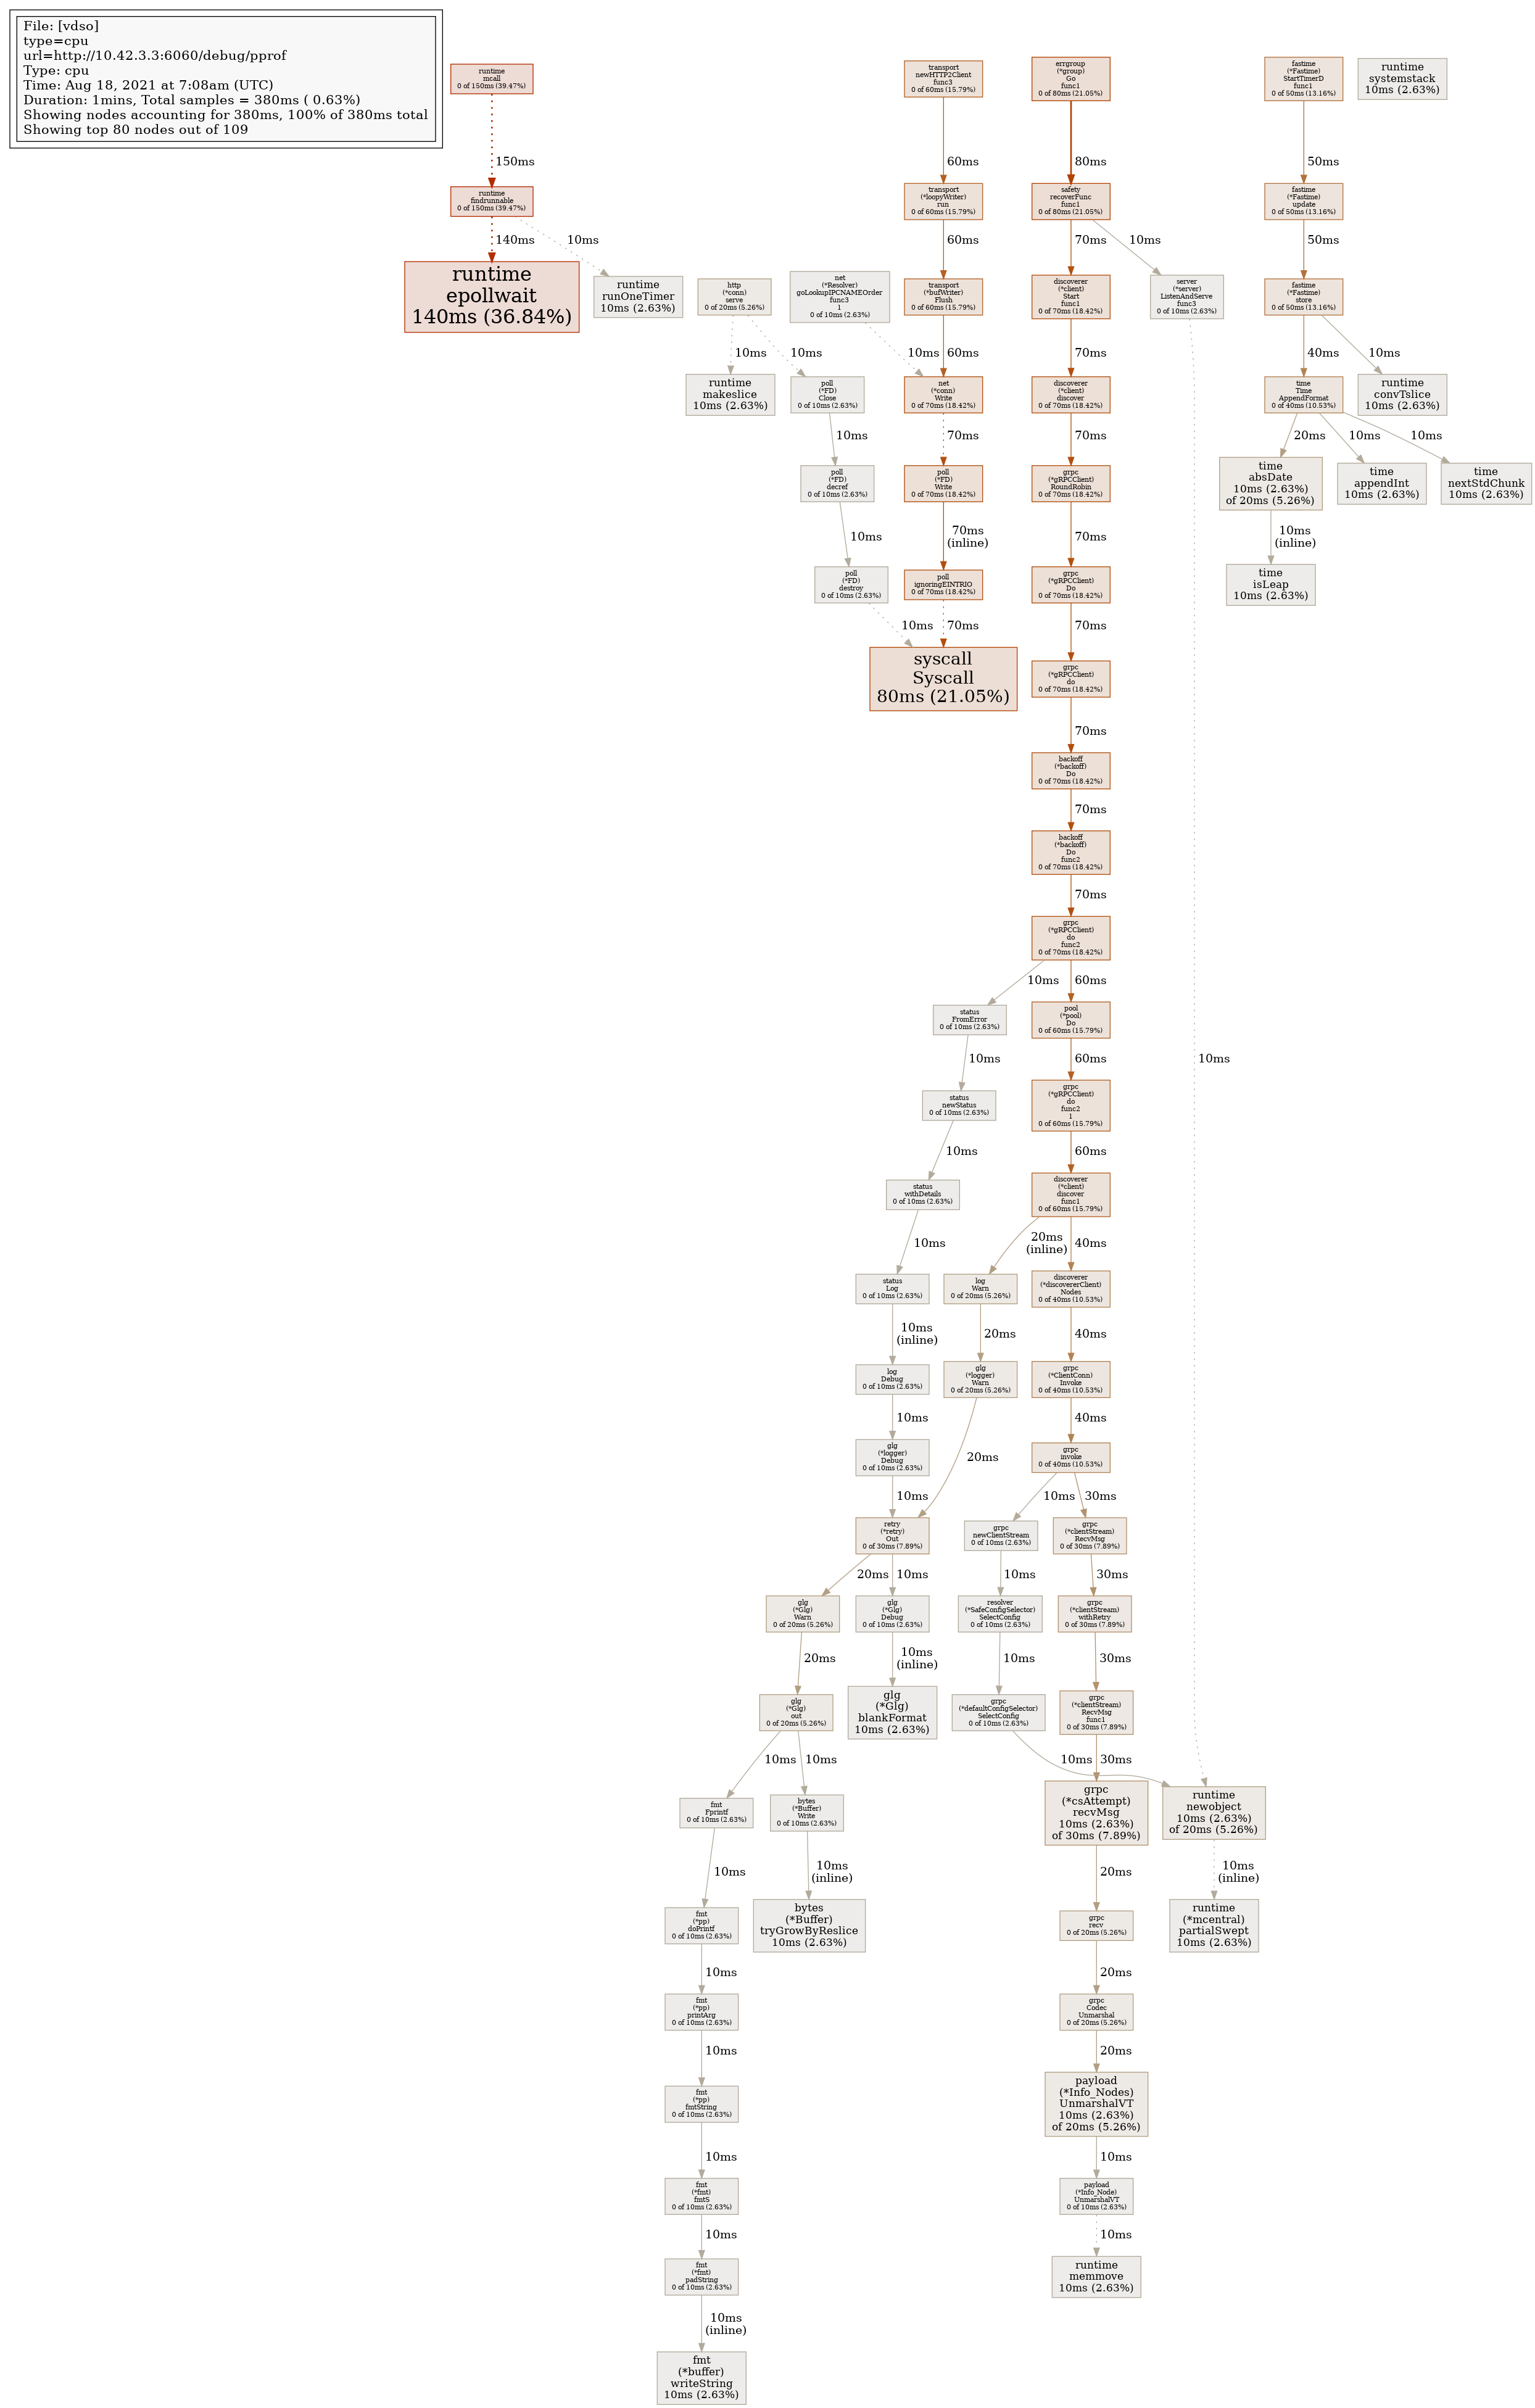 File: [vdso]
type=cpu
url=http://10.42.3.3:6060/debug/pprof
Type: cpu
Time: Aug 18, 2021 at 7:08am (UTC)
Duration: 1mins, Total samples = 380ms ( 0.63%)
Showing nodes accounting for 380ms, 100% of 380ms total
Showing top 80 nodes out of 109
runtime
mcall
0 of 150ms (39.47%)
150ms
runtime
findrunnable
0 of 150ms (39.47%)
140ms
10ms
runtime
epollwait
140ms (36.84%)
runtime
runOneTimer
10ms (2.63%)
http
(*conn)
serve
0 of 20ms (5.26%)
10ms
10ms
runtime
makeslice
10ms (2.63%)
poll
(*FD)
Close
0 of 10ms (2.63%)
10ms
poll
(*FD)
decref
0 of 10ms (2.63%)
10ms
poll
(*FD)
destroy
0 of 10ms (2.63%)
10ms
net
(*Resolver)
goLookupIPCNAMEOrder
func3
1
0 of 10ms (2.63%)
10ms
transport
newHTTP2Client
func3
0 of 60ms (15.79%)
60ms
transport
(*loopyWriter)
run
0 of 60ms (15.79%)
60ms
transport
(*bufWriter)
Flush
0 of 60ms (15.79%)
60ms
net
(*conn)
Write
0 of 70ms (18.42%)
70ms
poll
(*FD)
Write
0 of 70ms (18.42%)
70ms
(inline)
poll
ignoringEINTRIO
0 of 70ms (18.42%)
70ms
syscall
Syscall
80ms (21.05%)
errgroup
(*group)
Go
func1
0 of 80ms (21.05%)
80ms
safety
recoverFunc
func1
0 of 80ms (21.05%)
70ms
10ms
discoverer
(*client)
Start
func1
0 of 70ms (18.42%)
70ms
server
(*server)
ListenAndServe
func3
0 of 10ms (2.63%)
10ms
discoverer
(*client)
discover
0 of 70ms (18.42%)
70ms
grpc
(*gRPCClient)
RoundRobin
0 of 70ms (18.42%)
70ms
grpc
(*gRPCClient)
Do
0 of 70ms (18.42%)
70ms
grpc
(*gRPCClient)
do
0 of 70ms (18.42%)
70ms
backoff
(*backoff)
Do
0 of 70ms (18.42%)
70ms
backoff
(*backoff)
Do
func2
0 of 70ms (18.42%)
70ms
grpc
(*gRPCClient)
do
func2
0 of 70ms (18.42%)
10ms
60ms
status
FromError
0 of 10ms (2.63%)
10ms
status
newStatus
0 of 10ms (2.63%)
10ms
status
withDetails
0 of 10ms (2.63%)
10ms
status
Log
0 of 10ms (2.63%)
10ms
(inline)
log
Debug
0 of 10ms (2.63%)
10ms
glg
(*logger)
Debug
0 of 10ms (2.63%)
10ms
pool
(*pool)
Do
0 of 60ms (15.79%)
60ms
grpc
(*gRPCClient)
do
func2
1
0 of 60ms (15.79%)
60ms
discoverer
(*client)
discover
func1
0 of 60ms (15.79%)
20ms
(inline)
40ms
log
Warn
0 of 20ms (5.26%)
20ms
glg
(*logger)
Warn
0 of 20ms (5.26%)
20ms
retry
(*retry)
Out
0 of 30ms (7.89%)
20ms
10ms
glg
(*Glg)
Warn
0 of 20ms (5.26%)
20ms
glg
(*Glg)
Debug
0 of 10ms (2.63%)
10ms
(inline)
glg
(*Glg)
blankFormat
10ms (2.63%)
glg
(*Glg)
out
0 of 20ms (5.26%)
10ms
10ms
fmt
Fprintf
0 of 10ms (2.63%)
10ms
bytes
(*Buffer)
Write
0 of 10ms (2.63%)
10ms
(inline)
bytes
(*Buffer)
tryGrowByReslice
10ms (2.63%)
fmt
(*pp)
doPrintf
0 of 10ms (2.63%)
10ms
fmt
(*pp)
printArg
0 of 10ms (2.63%)
10ms
fmt
(*pp)
fmtString
0 of 10ms (2.63%)
10ms
fmt
(*fmt)
fmtS
0 of 10ms (2.63%)
10ms
fmt
(*fmt)
padString
0 of 10ms (2.63%)
10ms
(inline)
fmt
(*buffer)
writeString
10ms (2.63%)
discoverer
(*discovererClient)
Nodes
0 of 40ms (10.53%)
40ms
grpc
(*ClientConn)
Invoke
0 of 40ms (10.53%)
40ms
grpc
invoke
0 of 40ms (10.53%)
10ms
30ms
grpc
newClientStream
0 of 10ms (2.63%)
10ms
resolver
(*SafeConfigSelector)
SelectConfig
0 of 10ms (2.63%)
10ms
grpc
(*defaultConfigSelector)
SelectConfig
0 of 10ms (2.63%)
10ms
grpc
(*clientStream)
RecvMsg
0 of 30ms (7.89%)
30ms
grpc
(*clientStream)
withRetry
0 of 30ms (7.89%)
30ms
grpc
(*clientStream)
RecvMsg
func1
0 of 30ms (7.89%)
30ms
grpc
(*csAttempt)
recvMsg
10ms (2.63%)
of 30ms (7.89%)
20ms
runtime
newobject
10ms (2.63%)
of 20ms (5.26%)
10ms
(inline)
runtime
(*mcentral)
partialSwept
10ms (2.63%)
grpc
recv
0 of 20ms (5.26%)
20ms
grpc
Codec
Unmarshal
0 of 20ms (5.26%)
20ms
payload
(*Info_Nodes)
UnmarshalVT
10ms (2.63%)
of 20ms (5.26%)
10ms
payload
(*Info_Node)
UnmarshalVT
0 of 10ms (2.63%)
10ms
runtime
memmove
10ms (2.63%)
fastime
(*Fastime)
StartTimerD
func1
0 of 50ms (13.16%)
50ms
fastime
(*Fastime)
update
0 of 50ms (13.16%)
50ms
fastime
(*Fastime)
store
0 of 50ms (13.16%)
40ms
10ms
time
Time
AppendFormat
0 of 40ms (10.53%)
runtime
convTslice
10ms (2.63%)
20ms
10ms
10ms
time
absDate
10ms (2.63%)
of 20ms (5.26%)
time
appendInt
10ms (2.63%)
time
nextStdChunk
10ms (2.63%)
10ms
(inline)
time
isLeap
10ms (2.63%)
runtime
systemstack
10ms (2.63%)